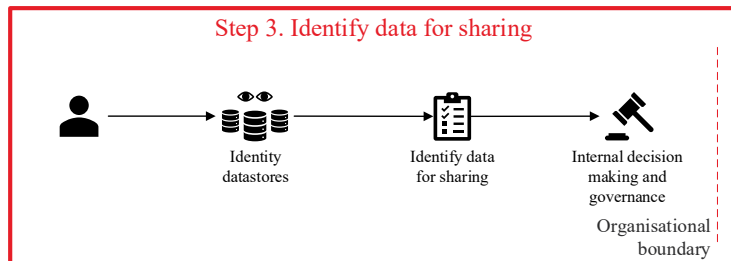 Step 3. Identify data for sharing
Identity
datastores
Identify data
for sharing
Internal decision
making and
governance
Organisational
boundary